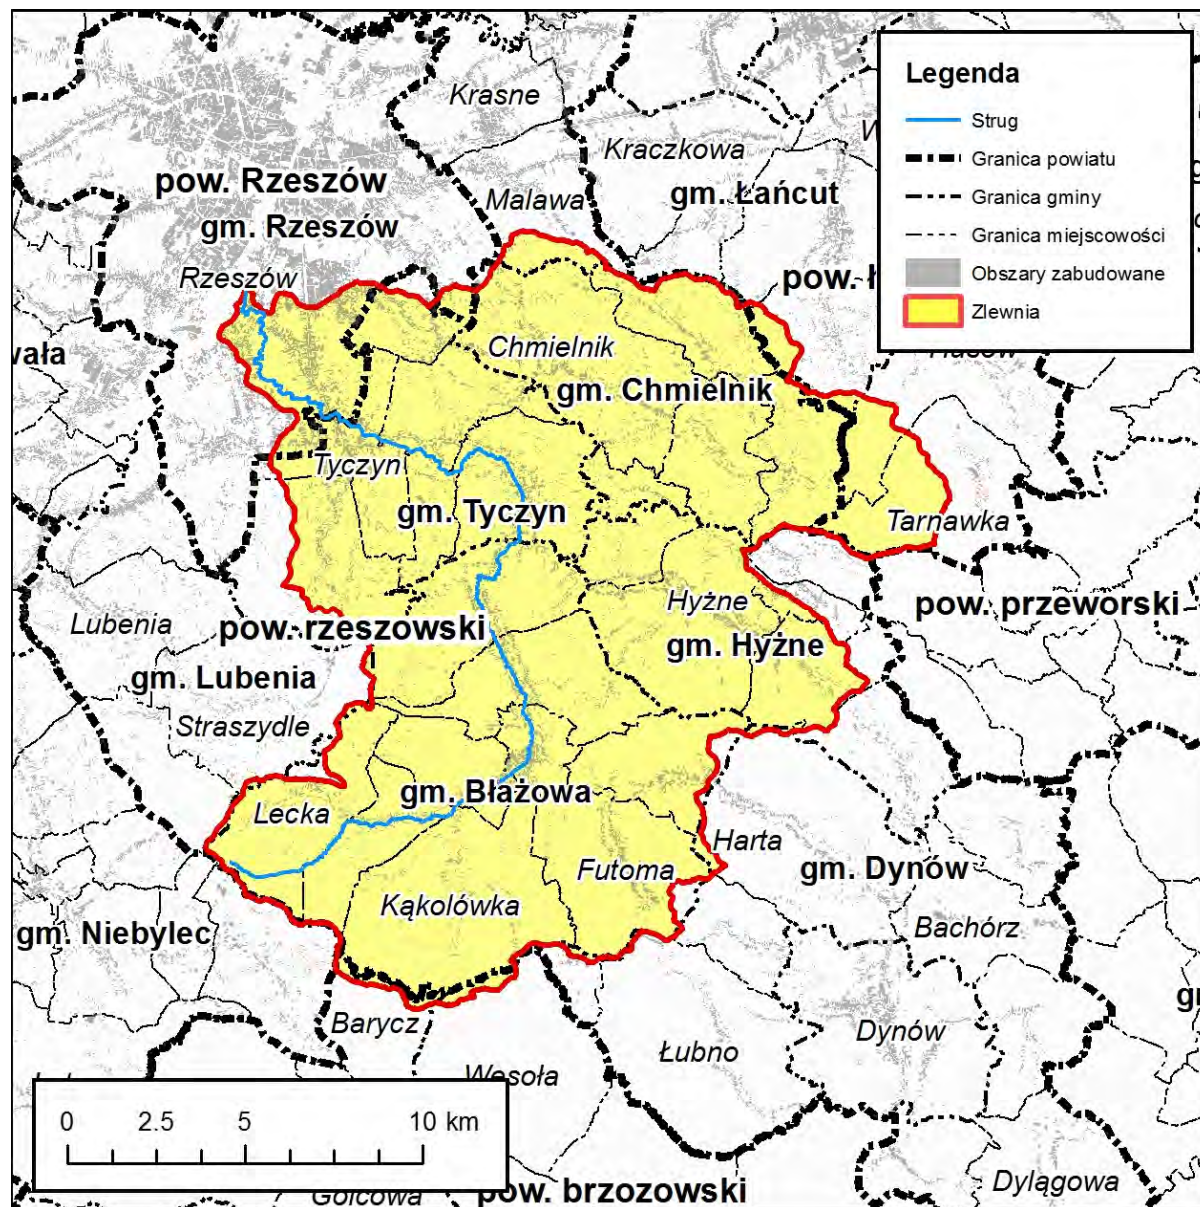 Legenda
Strug
Granica powiatu
Granica gminy
Granica miejscowości
Obszary zabudowane
Zlewnia
Krasne
Kraczkowa
pow. Rzeszów
gm. Łańcut
Malawa
gm. Rzeszów
Rzeszów
pow.
Chmielnik
gm. Chmielnik
Tyczyn
gm. Tyczyn
Tarnawka
Hyżne
pow. przeworski
Lubenia
pow. rzeszowski
gm. Hyżne
gm. Lubenia
Straszydle
gm. Błażowa
Lecka
Harta
Futoma
gm. Dynów
Kąkolówka
Bachórz
gm. Niebylec
Barycz
Dynów
Łubno
Wesoła
0 2.5 5 10 km
Dylągowa
pow. brzozowski